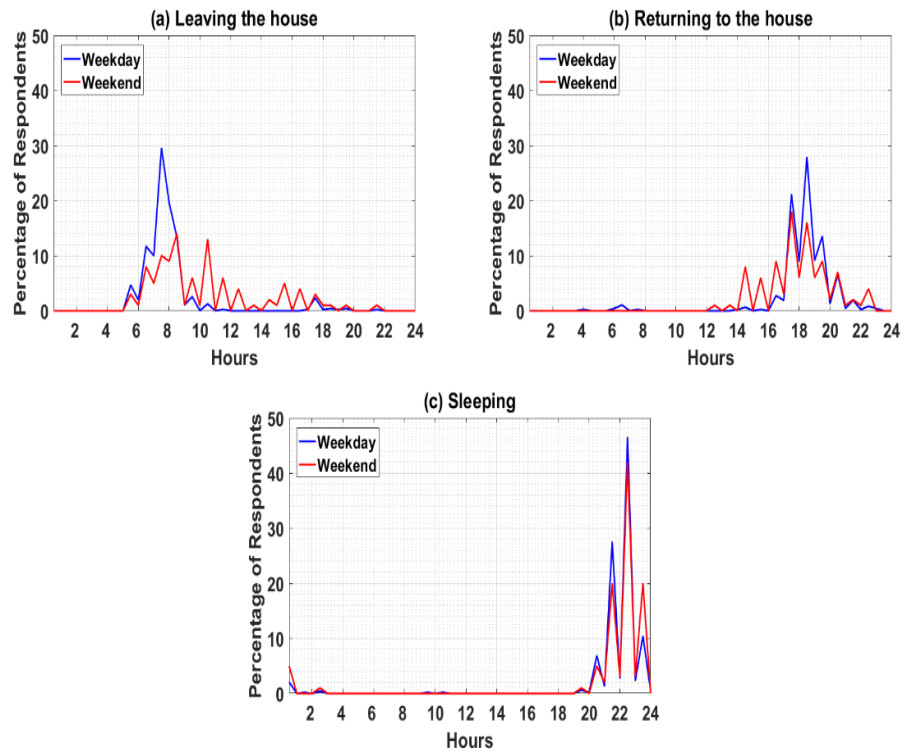 (a) Leaving the house
50
40
30
20
10
0
Percentage of Respondents
Weekday
Weekend
2 4 6 8 10 12 14 16 18 20 22 24
Hours
(b) Returning to the house
50
40
30
20
10
0
Percentage of Respondents
Weekday
Weekend
2 4 6 8 10 12 14 16 18 20 22 24
Hours
(c) Sleeping
50
40
30
20
10
0
Percentage of Respondents
Weekday
Weekend
2 4 6 8 10 12 14 16 18 20 22 24
Hours